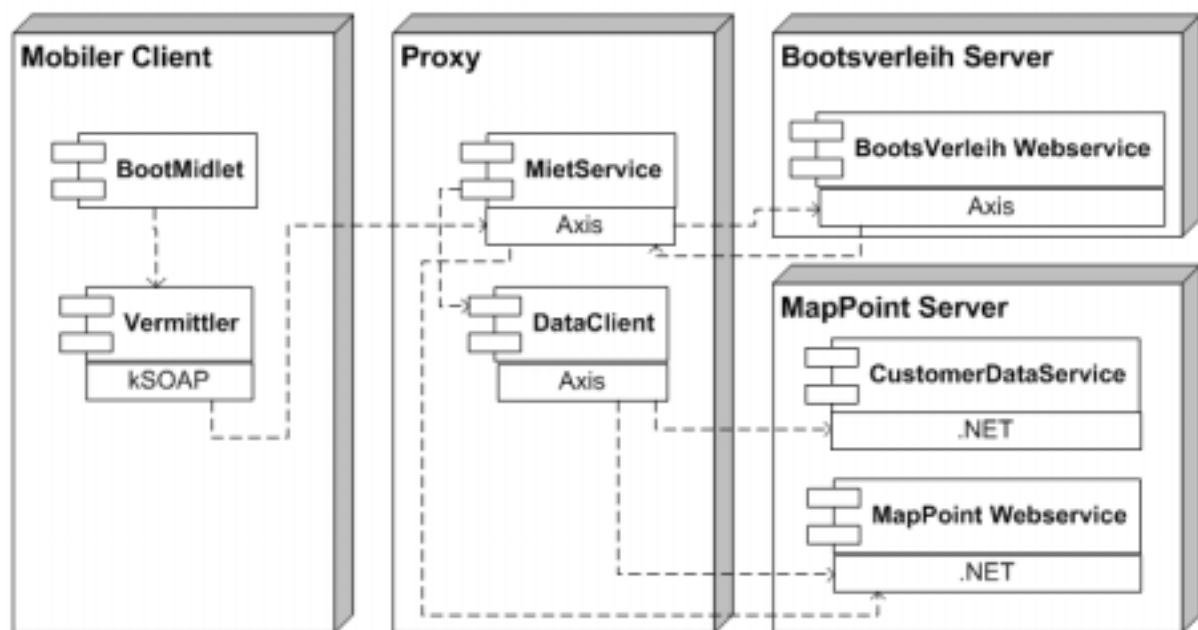 Mobiler Client
BootMidlet
Vermittler
kSOAP
Proxy
MietService
Axis
DataClient
Axis
Bootsverleih Server
BootsVerleih Webservice
Axis
MapPoint Server
CustomerDataService
.NET
MapPoint Webservice
.NET